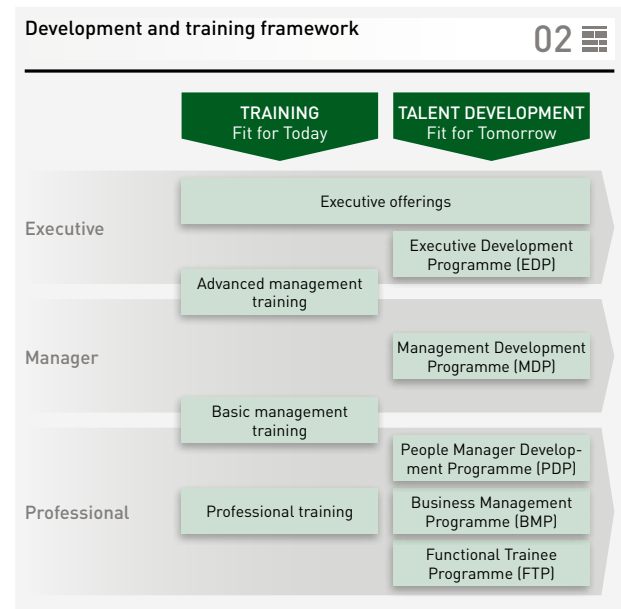 Development and training framework
02
TRAINING
Fit for Today
TALENT DEVELOPMENT
Fit for Tomorrow
Executive
Executive offerings
Executive Development
Programme (EDP)
Advanced management
training
Manager
Management Development
Programme (MDP)
Basic management
training
Professional
People Manager Develop-
ment Programme (PDP)
Professional training
Business Management
Programme (BMP)
Functional Trainee
Programme (FTP)